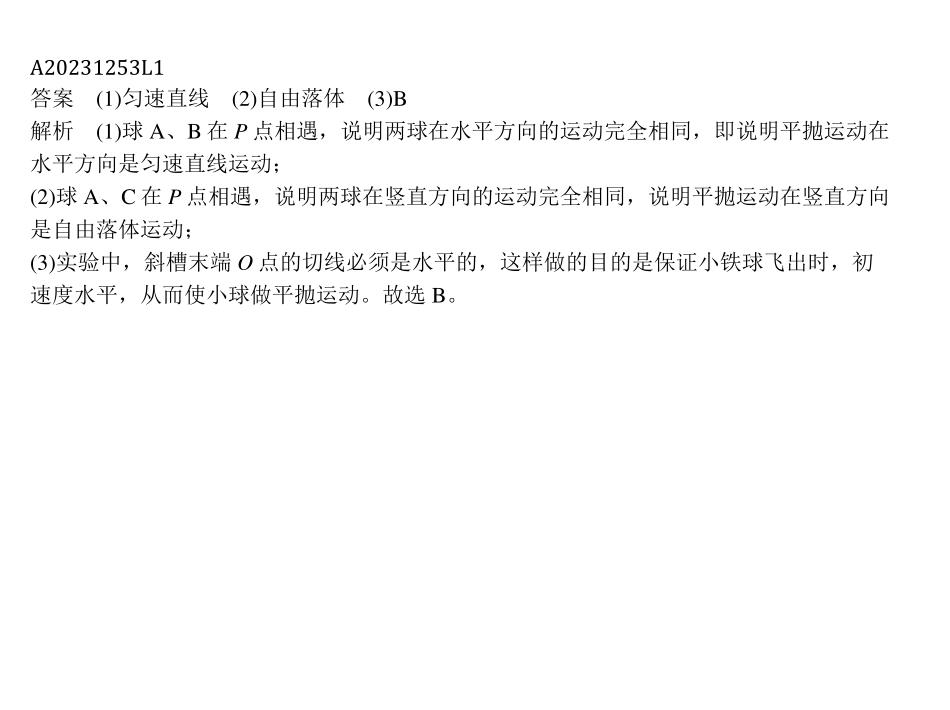 A20231253L1
答案　(1)匀速直线　(2)自由落体　(3)B
解析　(1)球 A、B 在 P 点相遇，说明两球在水平方向的运动完全相同，即说明平抛运动在
水平方向是匀速直线运动；
(2)球 A、C 在 P 点相遇，说明两球在竖直方向的运动完全相同，说明平抛运动在竖直方向
是自由落体运动；
(3)实验中，斜槽末端 O 点的切线必须是水平的，这样做的目的是保证小铁球飞出时，初
速度水平，从而使小球做平抛运动。故选 B。